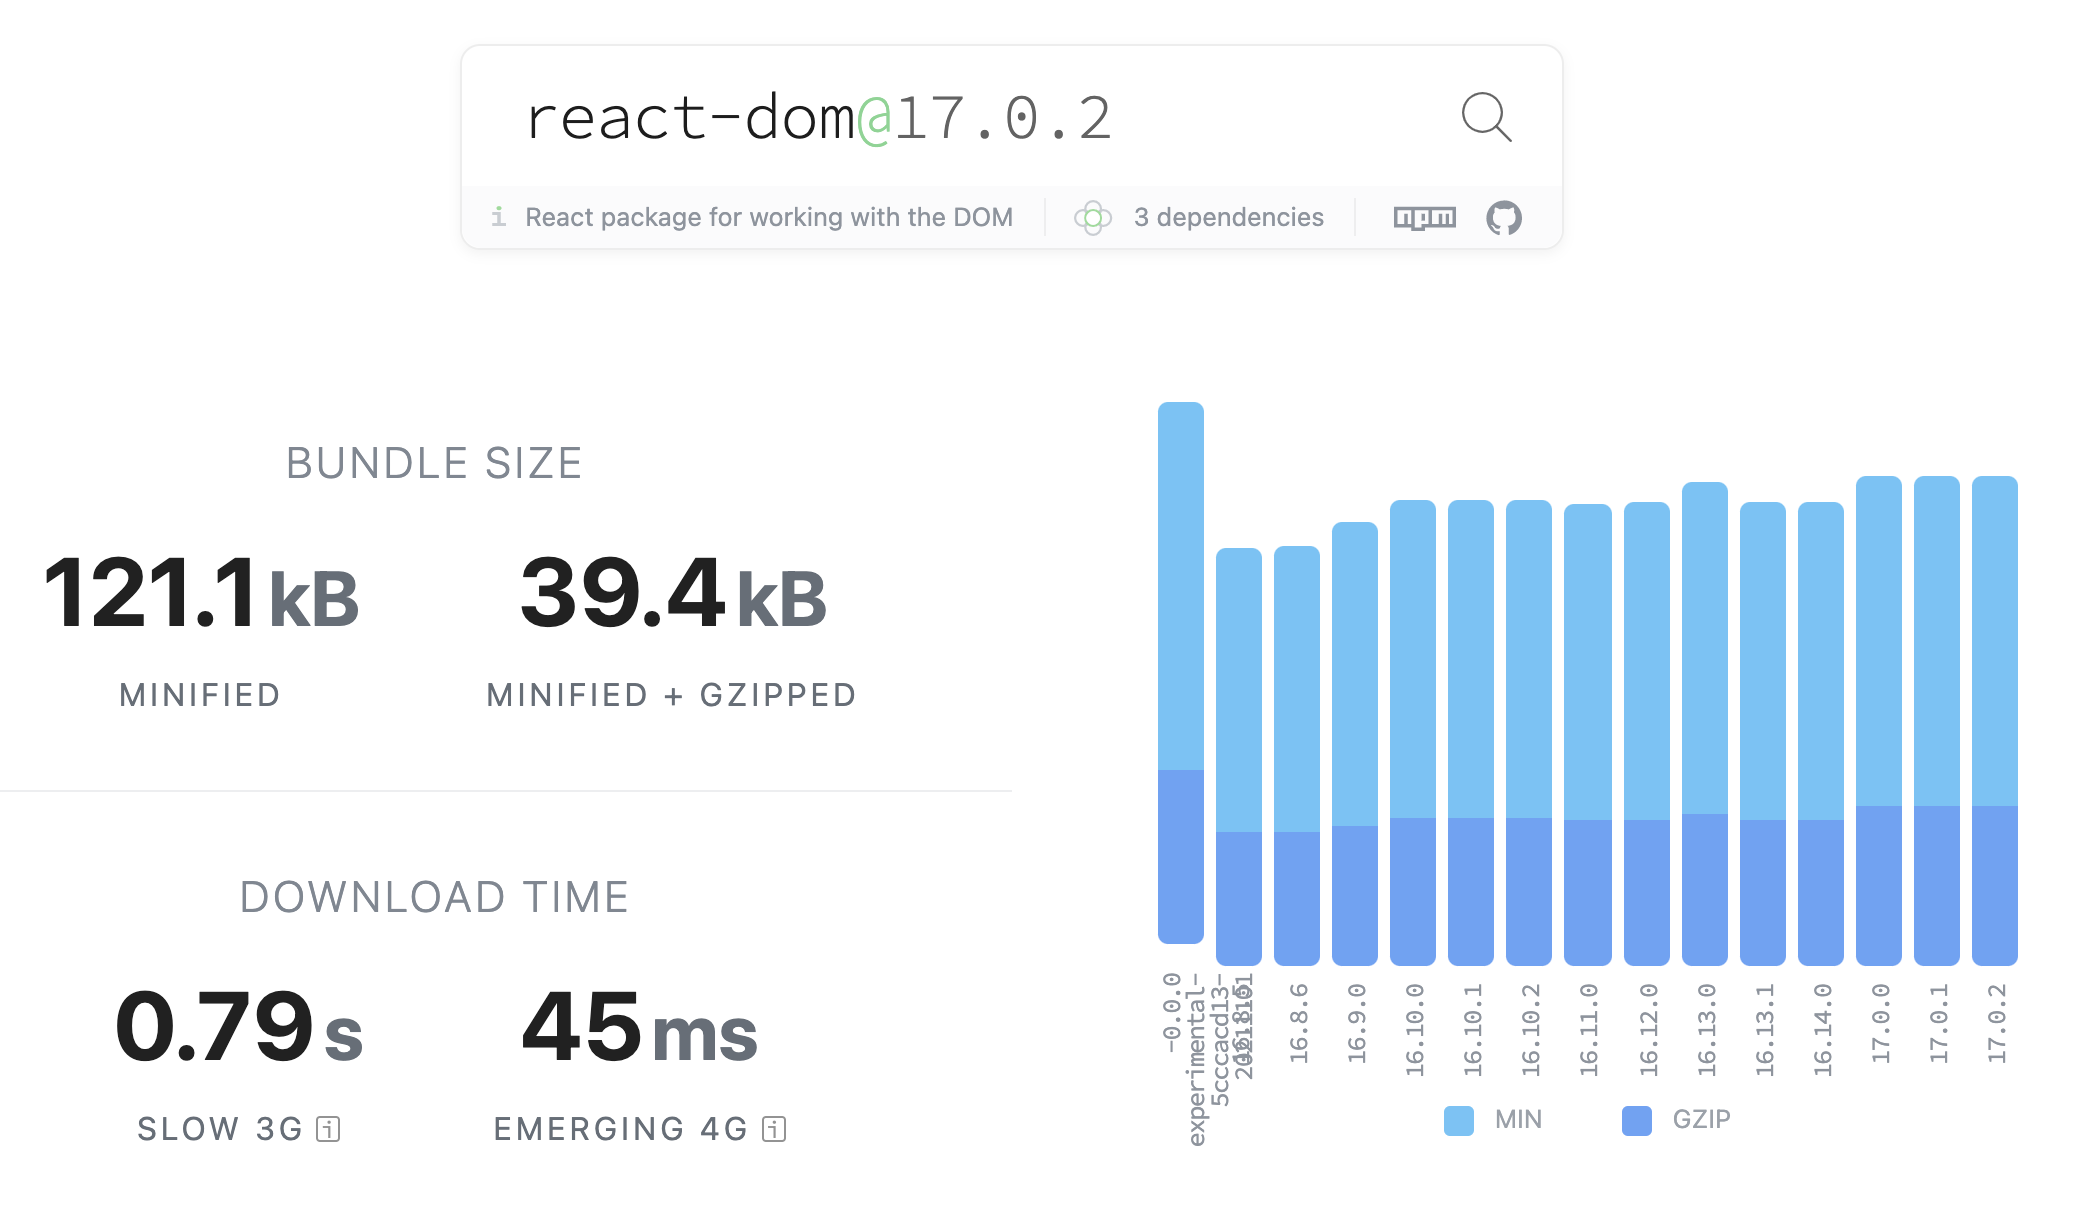 react-dom@17.0.2
React package for working with the DOM
3 dependencies
npm
BUNDLE SIZE
121.1 kB
39.4 kB
MINIFIED
MINIFIED + GZIPPED
DOWNLOAD TIME
0.79 s
45 ms
SLOW 3G
EMERGING 4G
-0.0.0
experimental-
5cccacd13-
16.8.6
16.9.0
16.10.0
16.10.1
16.10.2
16.11.0
16.12.0
16.13.0
16.13.1
16.14.0
17.0.0
17.0.1
17.0.2
MIN
GZIP